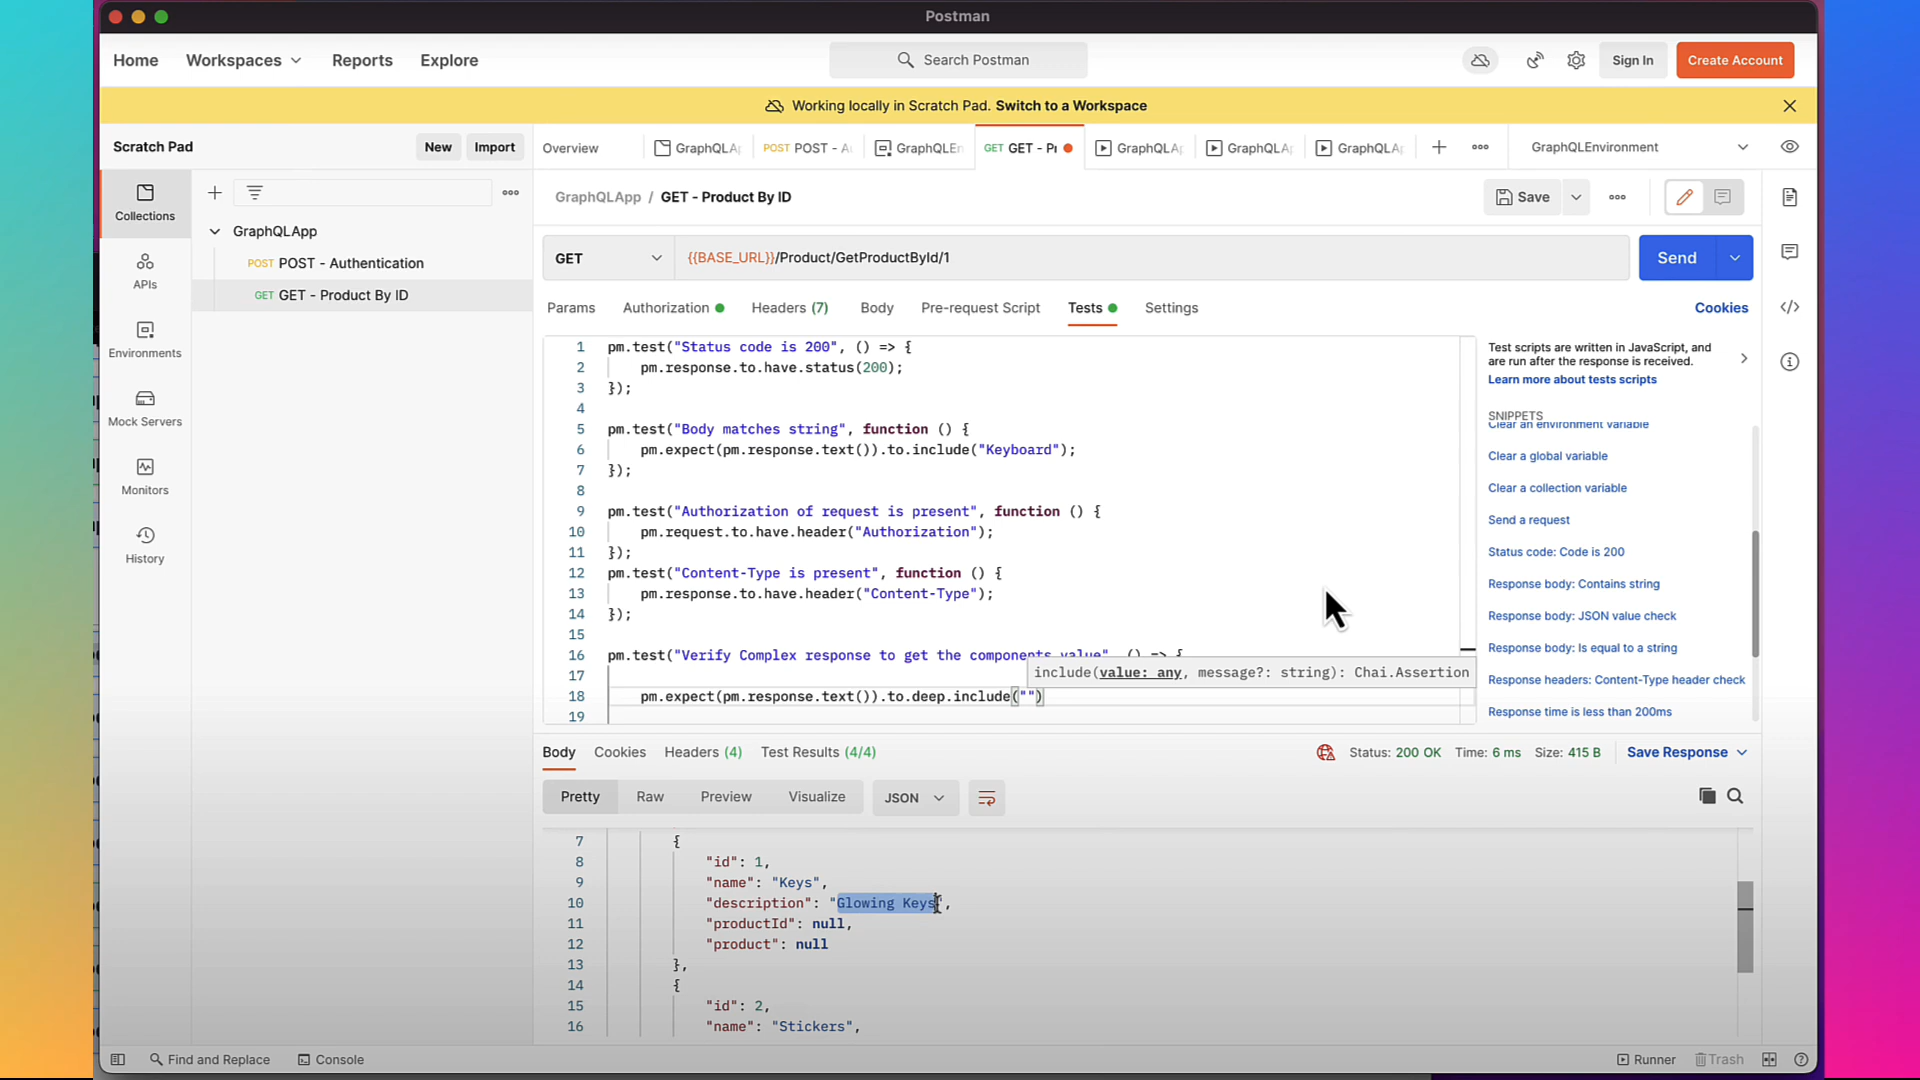 Postman
Home Workspaces Reports Explore Search Postman Sign In Create Account
Working locally in Scratch Pad. Switch to a Workspace
Scratch Pad New Import Overview GraphQLA POST POST - A GraphQLEn GET GET - Pr GraphQLA GraphQLA GraphQLA GraphQLEnvironment
Collections
GraphQLApp / GET - Product By ID Save
GraphQLApp
POST POST - Authentication
GET GET - Product By ID
APIs
Environments
Mock Servers
Monitors
History
GET {{BASE_URL}}/Product/GetProductById/1 Send
Params Authorization Headers (7) Body Pre-request Script Tests Settings Cookies
1 pm.test("Status code is 200", () => {
2 pm.response.to.have.status(200);
3 });
4
5 pm.test("Body matches string", function () {
6 pm.expect(pm.response.text()).to.include("Keyboard");
7 });
8
9 pm.test("Authorization of request is present", function () {
10 pm.request.to.have.header("Authorization");
11 });
12 pm.test("Content-Type is present", function () {
13 pm.response.to.have.header("Content-Type");
14 });
15
16 pm.test("Verify Complex response to get the components value", () => {
17
include(value: any, message?: string): Chai.Assertion
18 pm.expect(pm.response.text()).to.deep.include("")
19
Test scripts are written in JavaScript, and
are run after the response is received.
Learn more about tests scripts
SNIPPETS
Clear an environment variable
Clear a global variable
Clear a collection variable
Send a request
Status code: Code is 200
Response body: Contains string
Response body: JSON value check
Response body: Is equal to a string
Response headers: Content-Type header check
Response time is less than 200ms
Body Cookies Headers (4) Test Results (4/4) Status: 200 OK Time: 6 ms Size: 415 B Save Response
Pretty Raw Preview Visualize JSON
7 {
8 "id": 1,
9 "name": "Keys",
10 "description": "Glowing Keys",
11 "productId": null,
12 "product": null
13 },
14 {
15 "id": 2,
16 "name": "Stickers",
Find and Replace Console Runner Trash